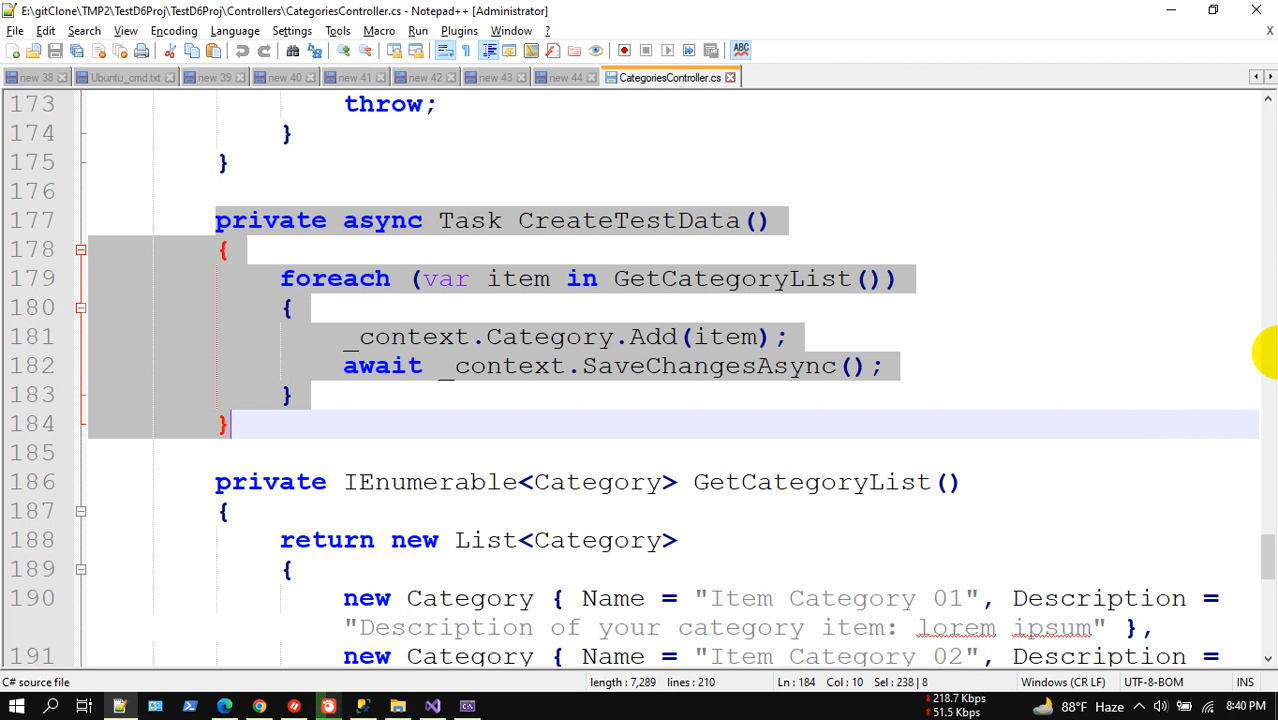 E:\gitClone\TMP2\TestD6Proj\TestD6Proj\Controllers\CategoriesController.cs - Notepad++ [Administrator]
File Edit Search View Encoding Language Settings Tools Macro Run Plugins Window ? X
new 38 Ubuntu_cmd.txt new 39 new 40 new 41 new 42 new 43 new 44 CategoriesController.cs
173 throw;
174 }
175 }
176
177 private async Task CreateTestData()
178 {
179 foreach (var item in GetCategoryList())
180 {
181 _context.Category.Add(item);
182 await _context.SaveChangesAsync();
183 }
184 }
185
186 private IEnumerable<Category> GetCategoryList()
187 {
188 return new List<Category>
189 {
190 new Category { Name = "Item Category 01", Description =
"Description of your category item: lorem ipsum" },
191 new Category { Name = "Item Category 02", Description =
C# source file length : 7,289 lines : 210 Ln : 184 Col : 10 Sel : 238 | 8 Windows (CR LF) UTF-8-BOM INS
218.7 Kbps
51.5 Kbps
88°F Haze 8:40 PM